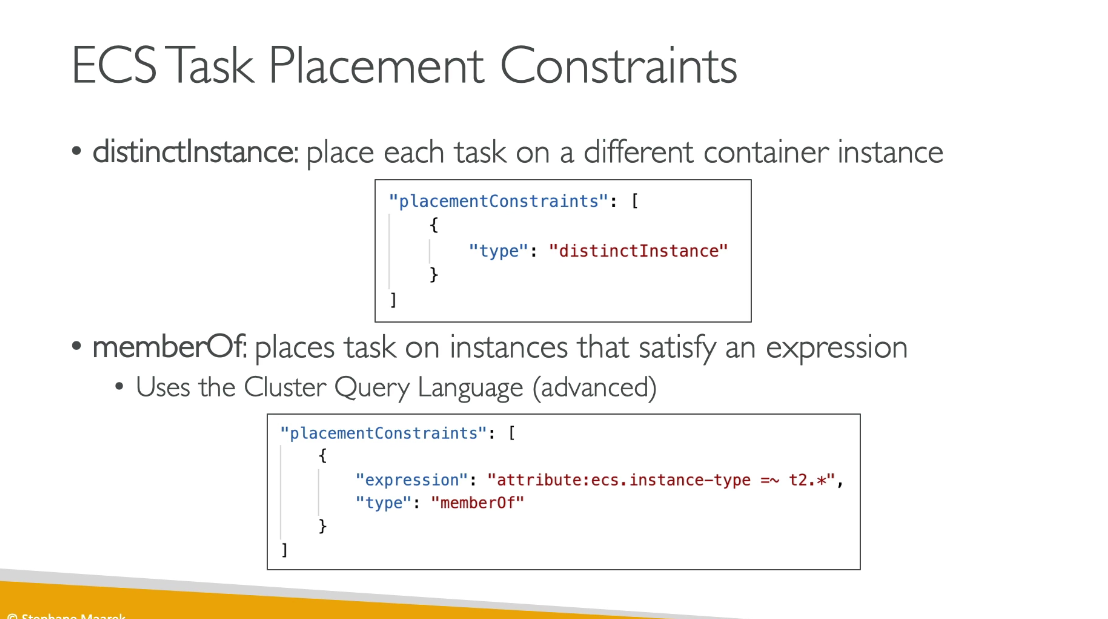 ECS Task Placement Constraints
• distinctInstance: place each task on a different container instance
"placementConstraints": [
{
"type": "distinctInstance"
}
]
• memberOf: places task on instances that satisfy an expression
• Uses the Cluster Query Language (advanced)
"placementConstraints": [
{
"expression": "attribute:ecs.instance-type =~ t2.*",
"type": "memberOf"
}
]
© Stephane Maarek